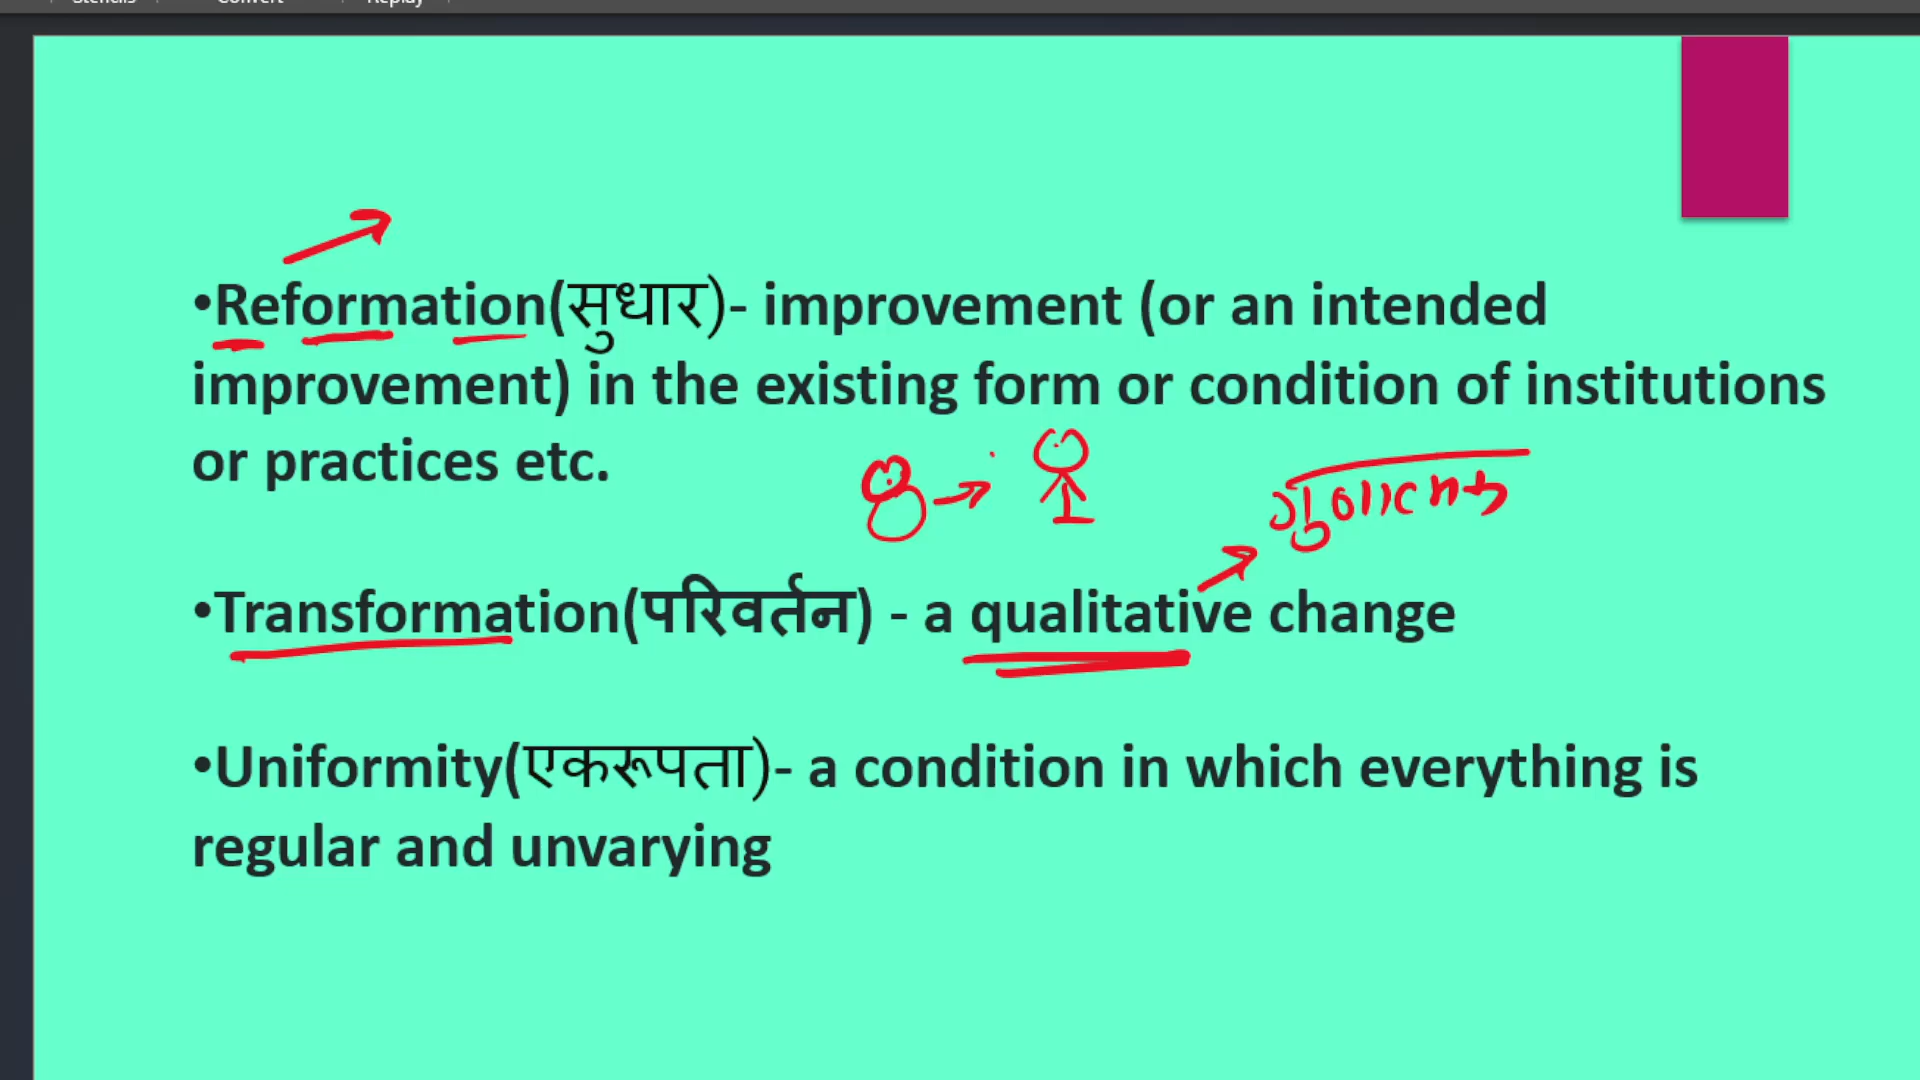 •Reformation(सुधार)- improvement (or an intended
improvement) in the existing form or condition of institutions
or practices etc.
गुणात्मक
•Transformation(परिवर्तन) - a qualitative change
•Uniformity(एकरूपता)- a condition in which everything is
regular and unvarying